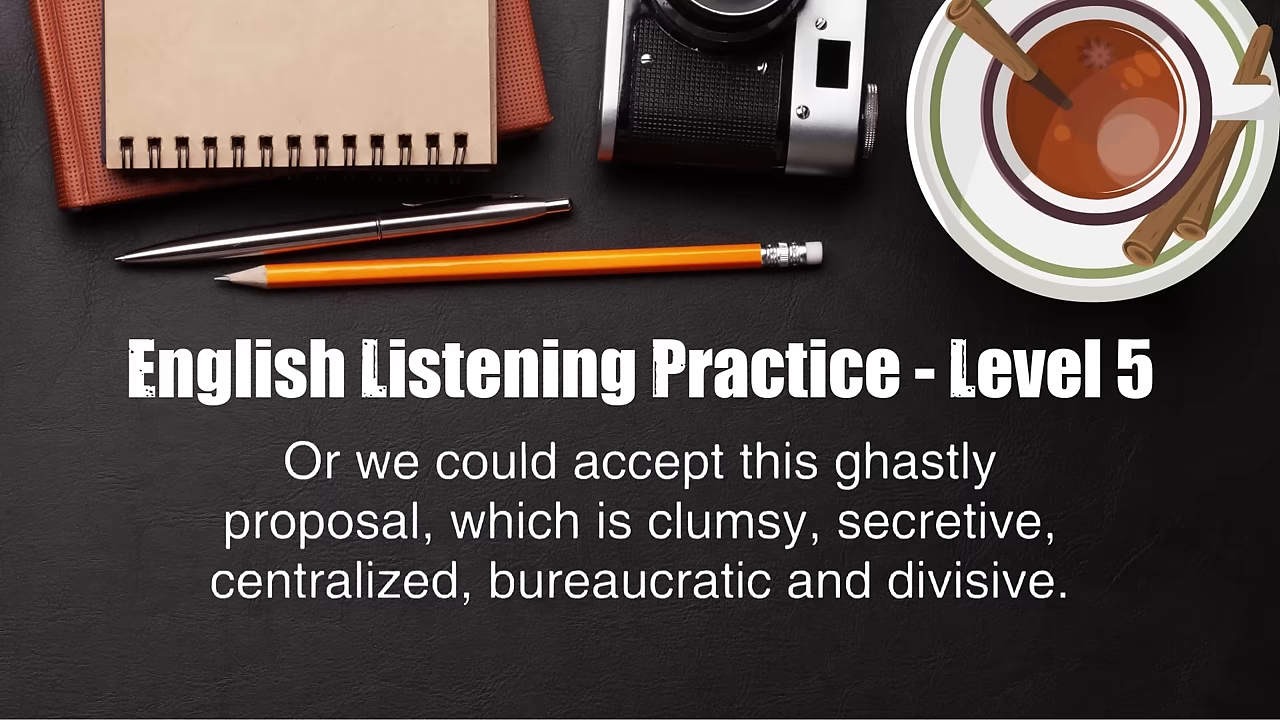 English Listening Practice - Level 5
Or we could accept this ghastly
proposal, which is clumsy, secretive,
centralized, bureaucratic and divisive.